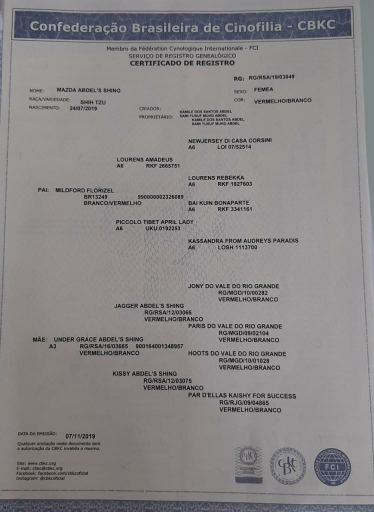 Confederação Brasileira de Cinofilia - CBKC
Membro da Fédération Cynologique Internationale - FCI
SERVIÇO DE REGISTRO GENEALÓGICO
CERTIFICADO DE REGISTRO
RG: RG/RSA/19/03049
NOME: MAZDA ABDEL'S SHING
SEXO: FEMEA
RAÇA/VARIEDADE: SHIH TZU
COR: VERMELHO/BRANCO
NASCIMENTO: 24/07/2019
CRIADOR: KAMILE DOS SANTOS ABDEL
PROPRIETÁRIO: KAMILE DOS SANTOS ABDEL
NEWJERSEY DI CASA CORSINI
A6 LOI 07/52514
LOURENS AMADEUS
A6 RKF 2665751
LOURENS REBEKKA
A6 RKF 1927603
PAI: MILDFORD FLORIZEL
BR13249 990000002326089
BRANCO/VERMELHO
BAI KUIN BONAPARTE
A6 RKF 3341161
PICCOLO TIBET APRIL LADY
A6 UKU.0192253
KASSANDRA FROM AUDREYS PARADIS
A6 LOSH 1113700
JONY DO VALE DO RIO GRANDE
RG/MGD/10/00282
VERMELHO/BRANCO
JAGGER ABDEL'S SHING
RG/RSA/12/03066
VERMELHO/BRANCO
PARIS DO VALE DO RIO GRANDE
RG/MGD/09/02104
VERMELHO/BRANCO
MÃE: UNDER GRACE ABDEL'S SHING
A3 RG/RSA/16/03665 900164001348957
VERMELHO/BRANCO
HOOTS DO VALE DO RIO GRANDE
RG/MGD/10/01028
VERMELHO/BRANCO
KISSY ABDEL'S SHING
RG/RSA/12/03075
VERMELHO/BRANCO
PAR D'ELLAS KAISHY FOR SUCCESS
RG/RJG/09/04865
VERMELHO/BRANCO
DATA DA EMISSÃO: 07/11/2019
Qualquer anotação neste documento sem
a autorização da CBKC invalida o mesmo.
Site: www.cbkc.org
E-mail: cbkc@cbkc.org
Facebook: facebook.com/cbkcoficial
Instagram: @cbkcoficial
FCI